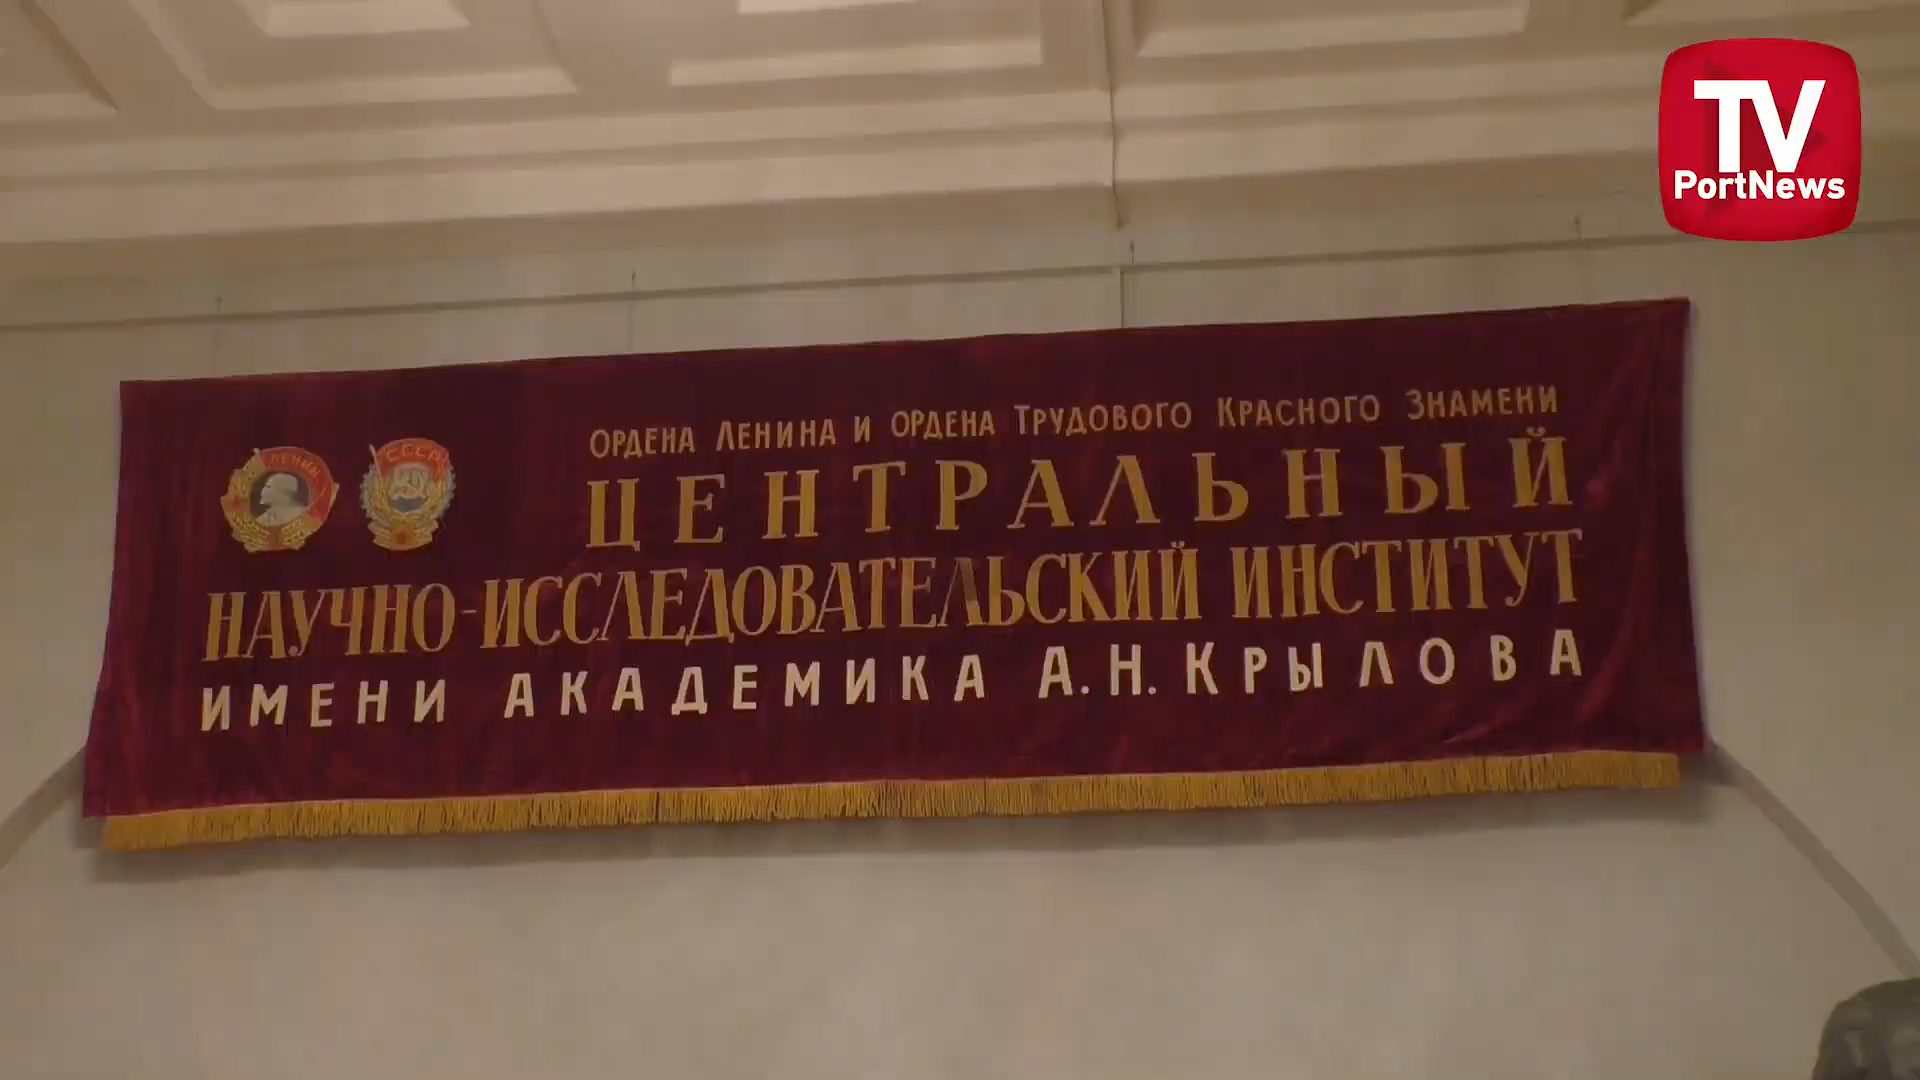 TV
PortNews
ОРДЕНА ЛЕНИНА И ОРДЕНА ТРУДОВОГО КРАСНОГО ЗНАМЕНИ
ЛЕНИН
СССР
ЦЕНТРАЛЬНЫЙ
НАУЧНО-ИССЛЕДОВАТЕЛЬСКИЙ ИНСТИТУТ
ИМЕНИ АКАДЕМИКА А.Н.КРЫЛОВА